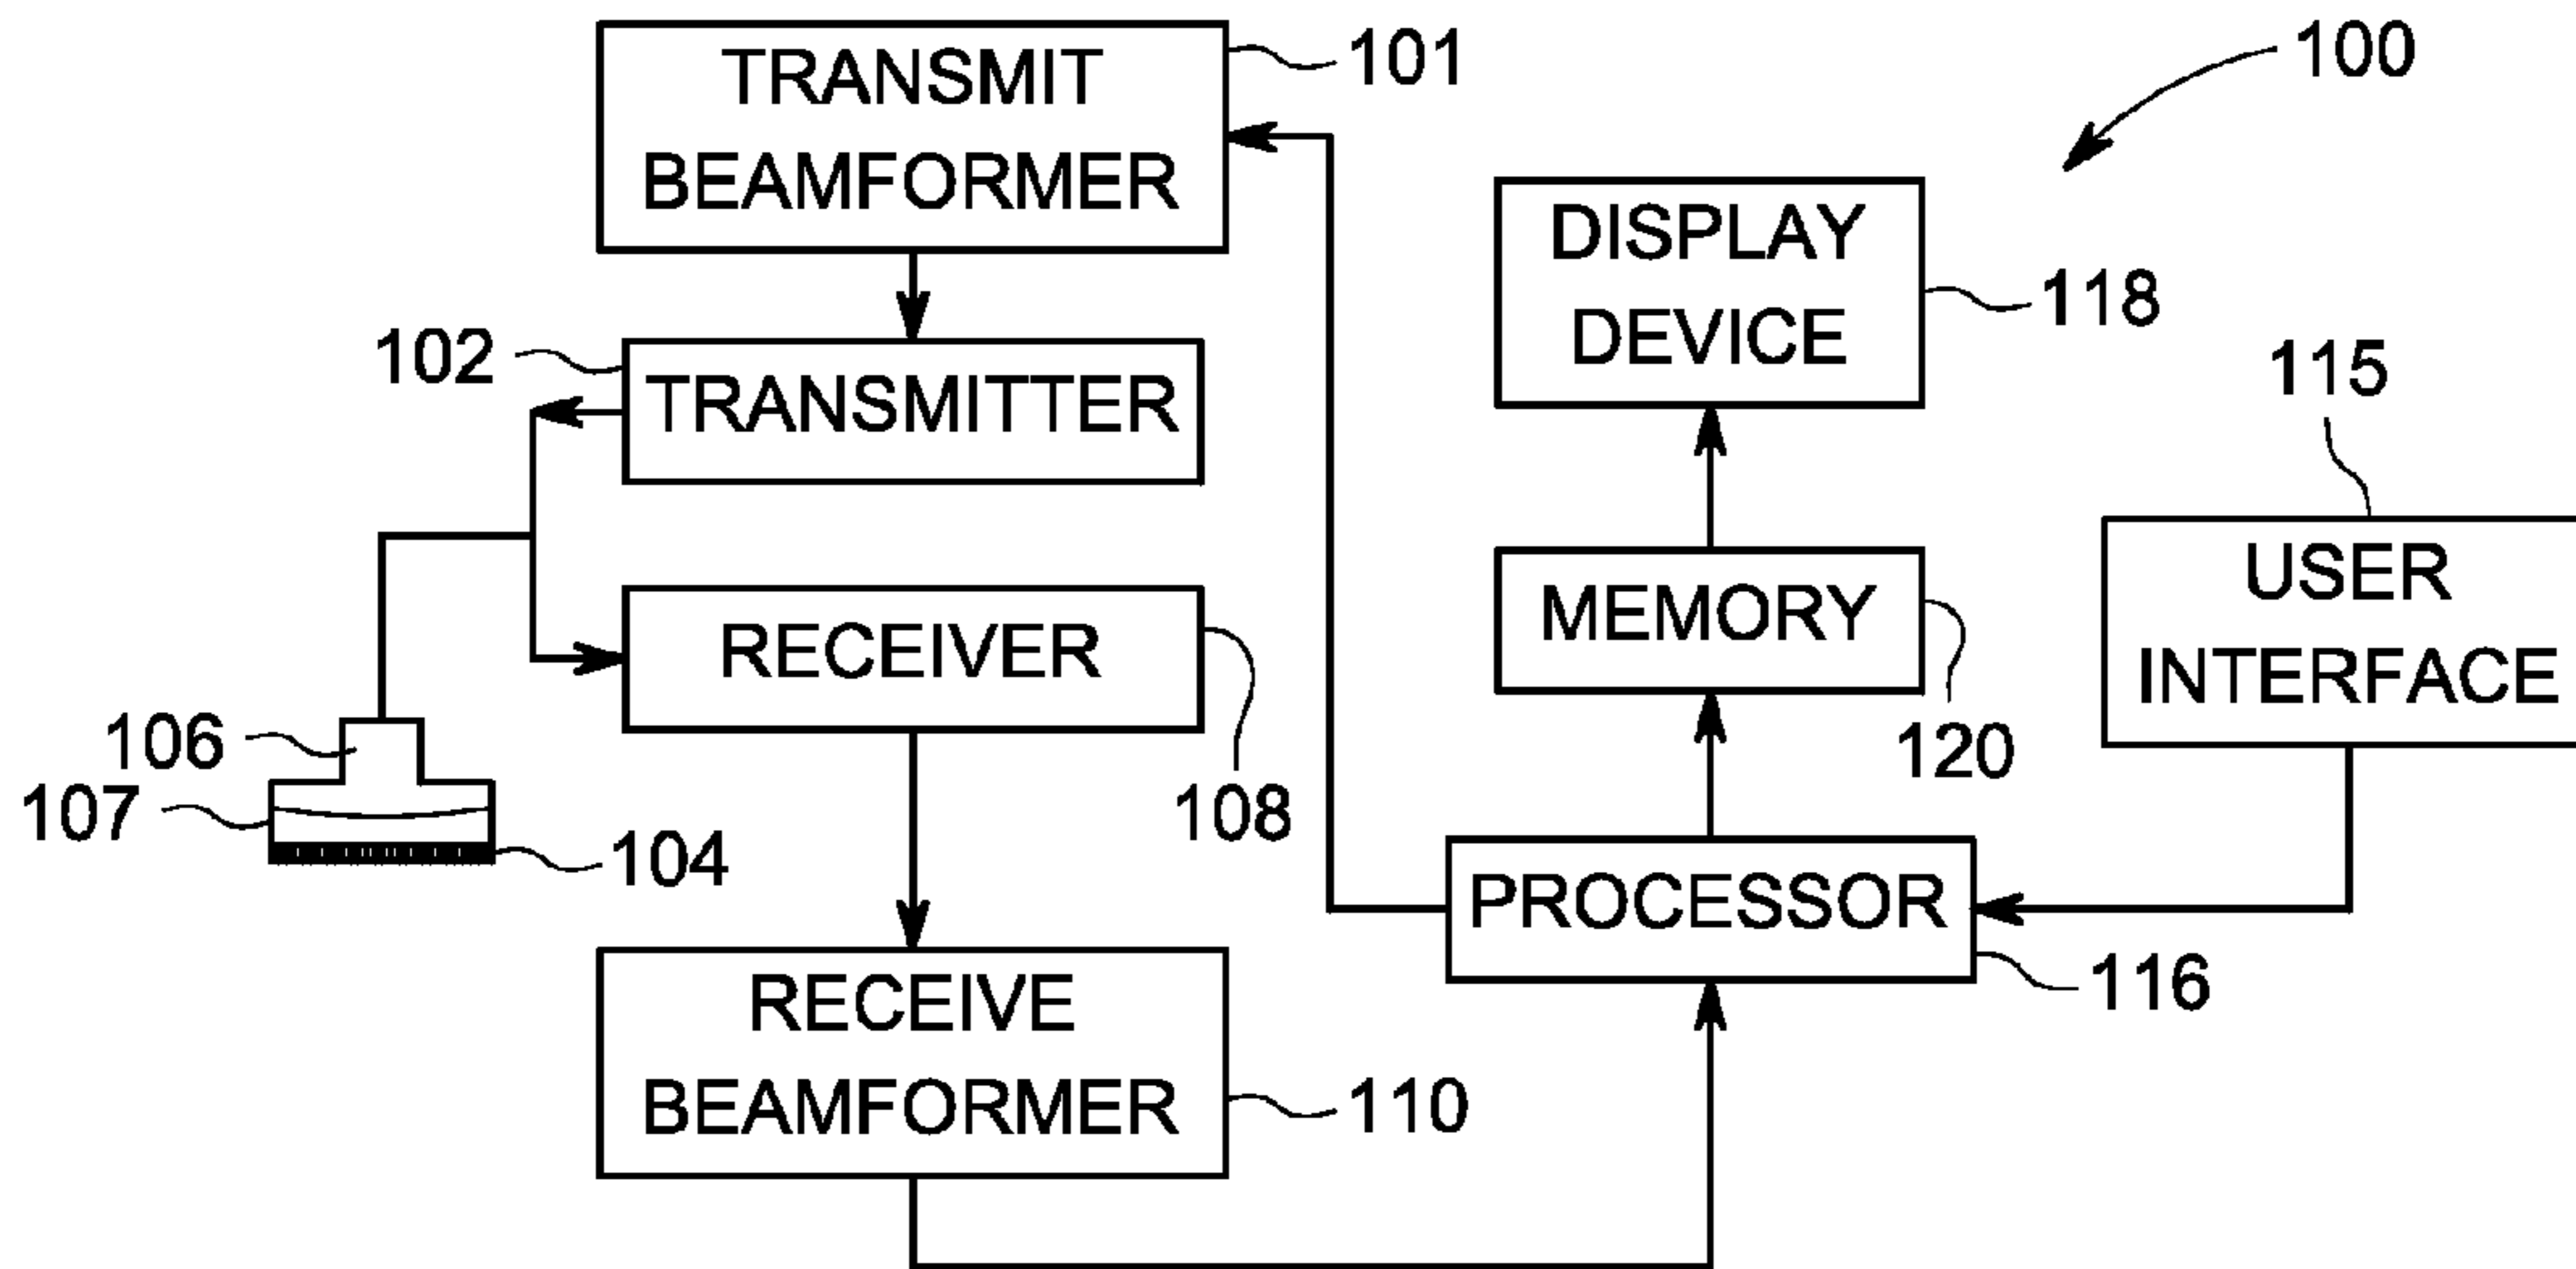 TRANSMIT
BEAMFORMER
101
100
DISPLAY
DEVICE
118
102
TRANSMITTER
115
MEMORY
120
USER
INTERFACE
RECEIVER
108
106
107
104
PROCESSOR
116
RECEIVE
BEAMFORMER
110